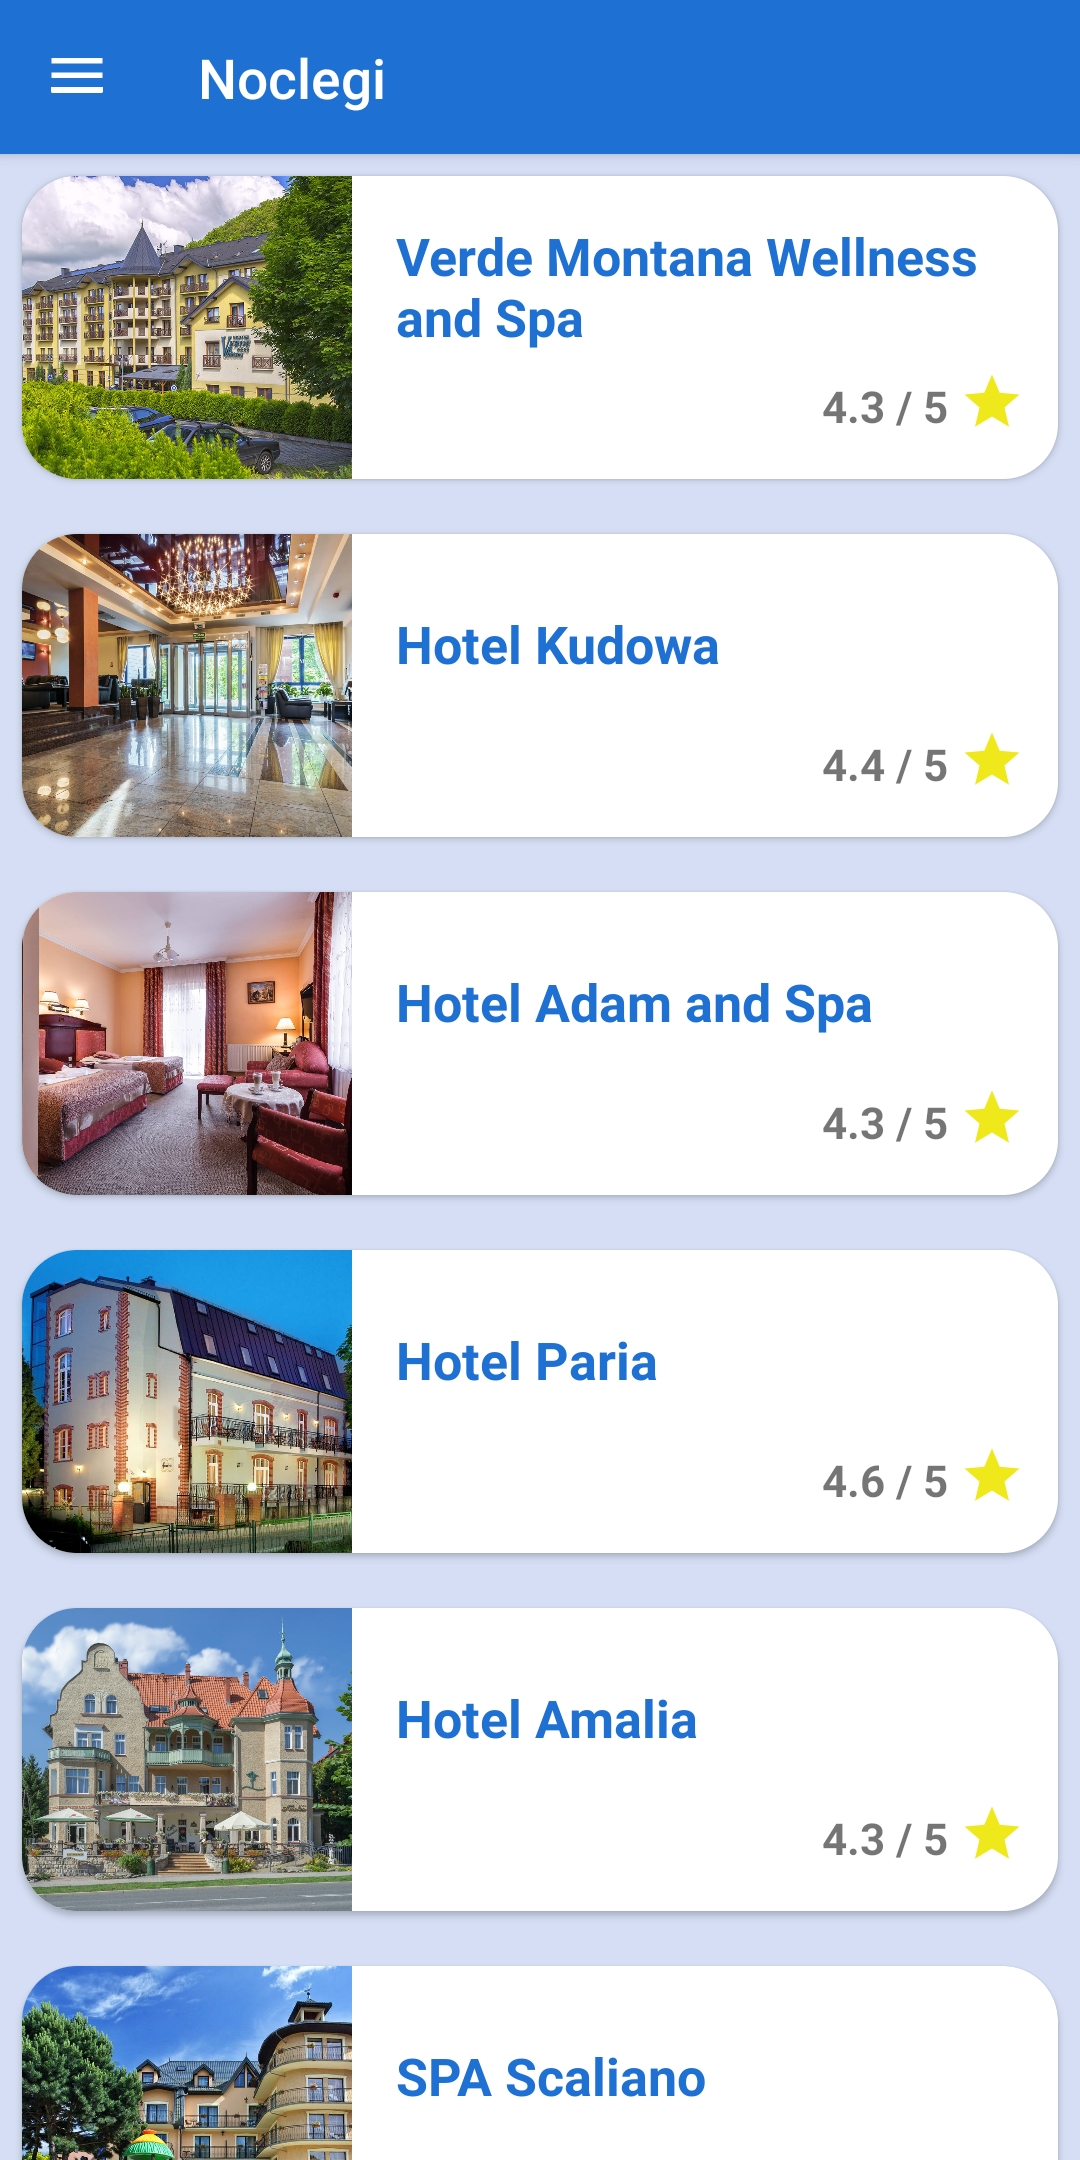 Noclegi
Verde Montana Wellness
and Spa
4.3 / 5
Hotel Kudowa
4.4 / 5
Hotel Adam and Spa
4.3 / 5
Hotel Paria
4.6 / 5
Hotel Amalia
4.3 / 5
SPA Scaliano